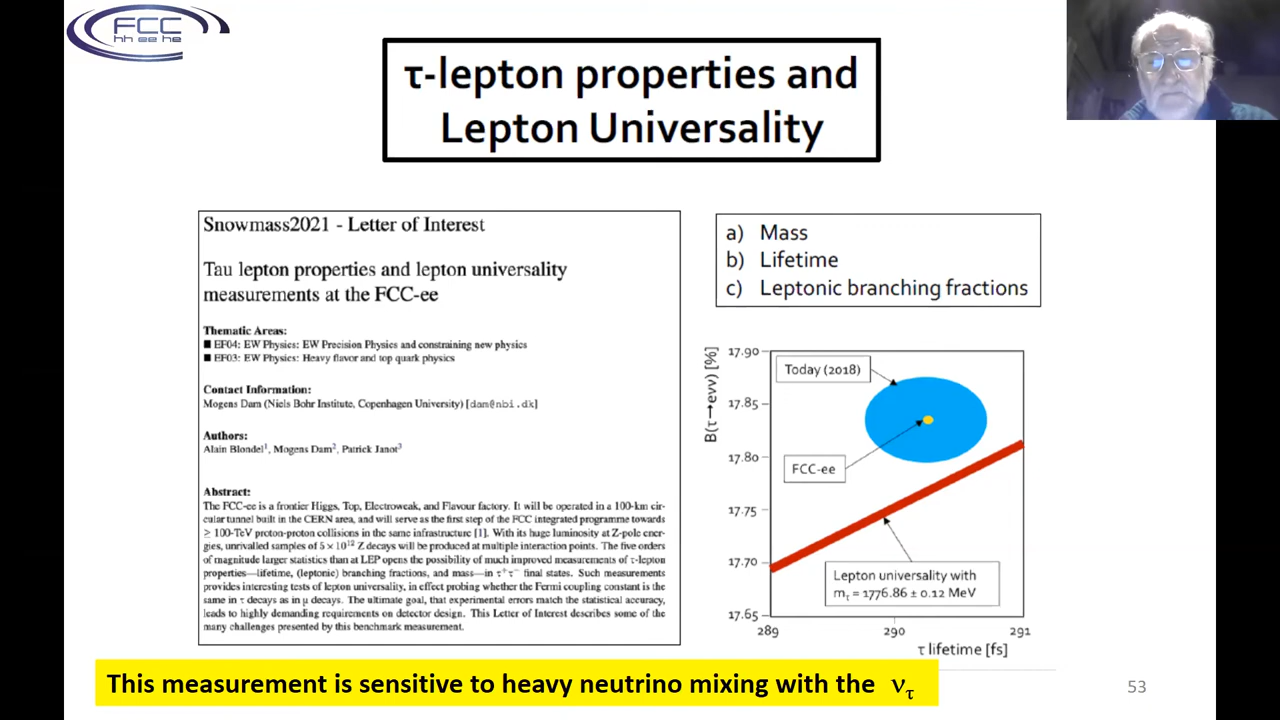 FCC
hh ee he
τ-lepton properties and
Lepton Universality
Snowmass2021 - Letter of Interest
Tau lepton properties and lepton universality
measurements at the FCC-ee
Thematic Areas:
■ EF04: EW Physics: EW Precision Physics and constraining new physics
■ EF03: EW Physics: Heavy flavor and top quark physics
Contact Information:
Mogens Dam (Niels Bohr Institute, Copenhagen University) [dam@nbi.dk]
Authors:
Alain Blondel¹, Mogens Dam², Patrick Janot³
Abstract:
The FCC-ee is a frontier Higgs, Top, Electroweak, and Flavour factory. It will be operated in a 100-km cir-
cular tunnel built in the CERN area, and will serve as the first step of the FCC integrated programme towards
≥ 100-TeV proton-proton collisions in the same infrastructure [1]. With its huge luminosity at Z-pole ener-
gies, unrivalled samples of 5 × 10¹² Z decays will be produced at multiple interaction points. The five orders
of magnitude larger statistics than at LEP opens the possibility of much improved measurements of τ-lepton
properties—lifetime, (leptonic) branching fractions, and mass—in τ⁺τ⁻ final states. Such measurements
provides interesting tests of lepton universality, in effect probing whether the Fermi coupling constant is the
same in τ decays as in μ decays. The ultimate goal, that experimental errors match the statistical accuracy,
leads to highly demanding requirements on detector design. This Letter of Interest describes some of the
many challenges presented by this benchmark measurement.
a) Mass
b) Lifetime
c) Leptonic branching fractions
B(τ→eνν) [%]
17.90
17.85
17.80
17.75
17.70
17.65
Today (2018)
FCC-ee
Lepton universality with
mτ = 1776.86 ± 0.12 MeV
289
290
291
τ lifetime [fs]
This measurement is sensitive to heavy neutrino mixing with the ντ
53